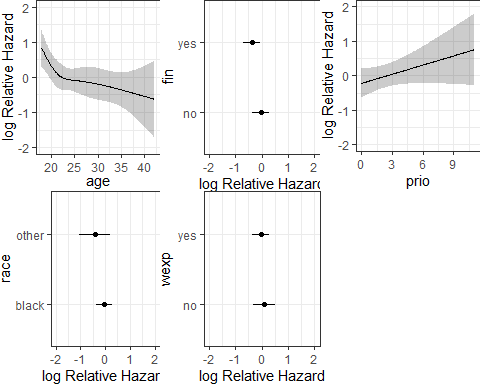 log Relative Hazard
2
1
0
-1
-2
20 25 30 35 40
age
fin
yes
no
-2 -1 0 1 2
log Relative Hazard
log Relative Hazard
2
1
0
-1
-2
0 3 6 9
prio
race
other
black
-2 -1 0 1 2
log Relative Hazar
wexp
yes
no
-2 -1 0 1 2
log Relative Hazard